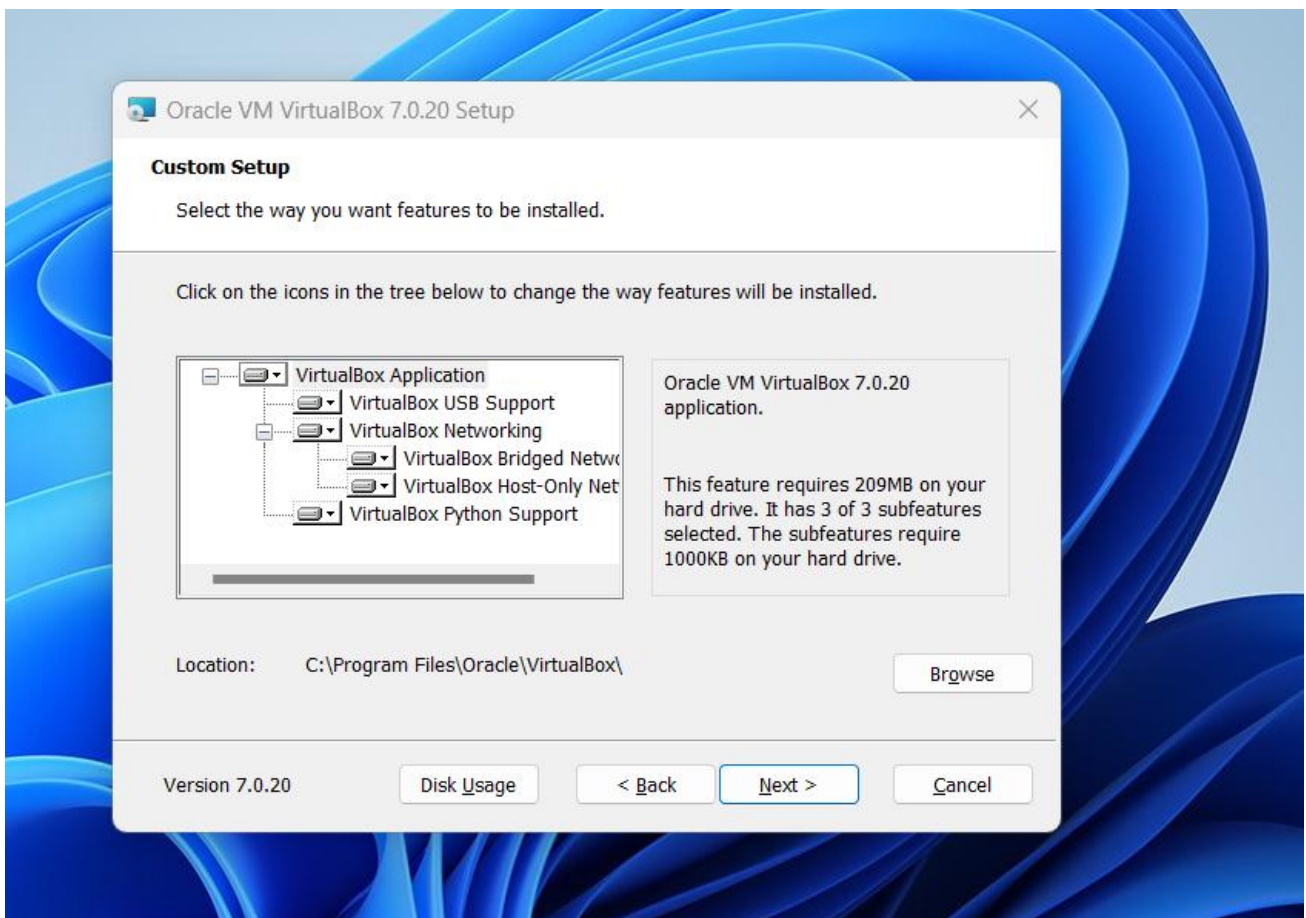 Oracle VM VirtualBox 7.0.20 Setup
Custom Setup
Select the way you want features to be installed.
Click on the icons in the tree below to change the way features will be installed.
VirtualBox Application
VirtualBox USB Support
VirtualBox Networking
VirtualBox Bridged Netwo
VirtualBox Host-Only Net
VirtualBox Python Support
Oracle VM VirtualBox 7.0.20
application.
This feature requires 209MB on your
hard drive. It has 3 of 3 subfeatures
selected. The subfeatures require
1000KB on your hard drive.
Location: C:\Program Files\Oracle\VirtualBox\
Browse
Version 7.0.20
Disk Usage
< Back
Next >
Cancel